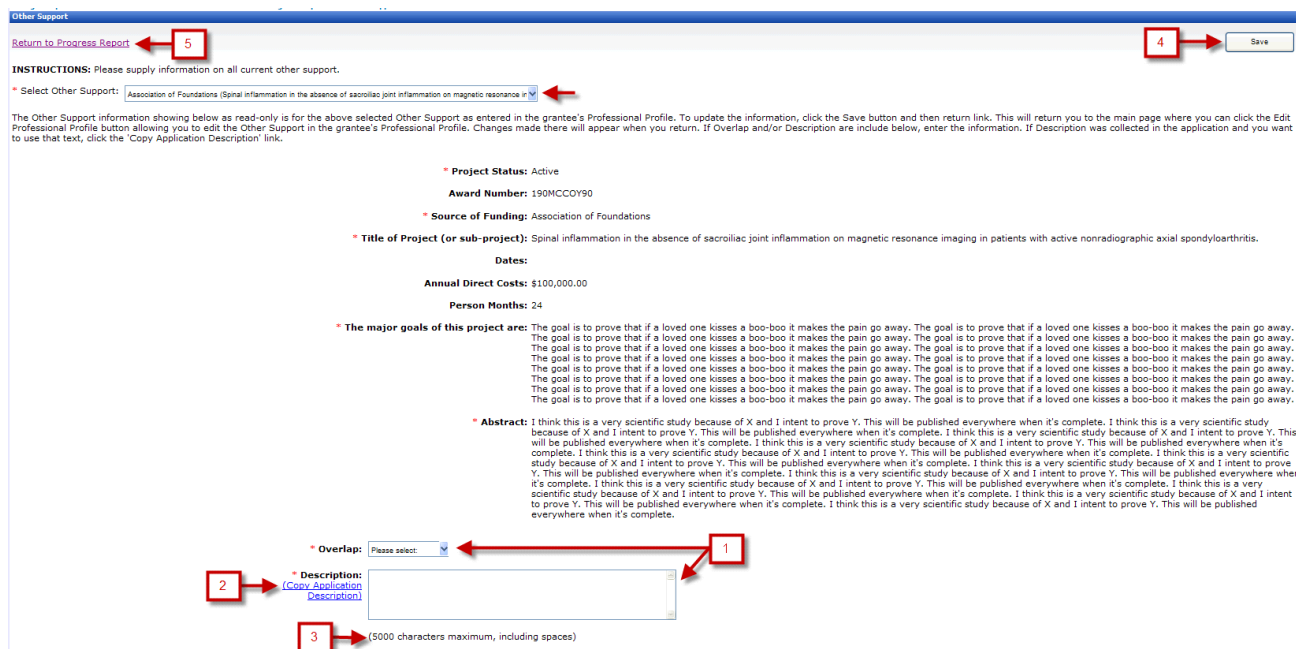 Other Support
Return to Progress Report
5
4
Save
INSTRUCTIONS: Please supply information on all current other support.
* Select Other Support: Association of Foundations (Spinal inflammation in the absence of sacroiliac joint inflammation on magnetic resonance ir
The Other Support information showing below as read-only is for the above selected Other Support as entered in the grantee's Professional Profile. To update the information, click the Save button and then return link. This will return you to the main page where you can click the Edit
Professional Profile button allowing you to edit the Other Support in the grantee's Professional Profile. Changes made there will appear when you return. If Overlap and/or Description are include below, enter the information. If Description was collected in the application and you want
to use that text, click the 'Copy Application Description' link.
* Project Status: Active
Award Number: 190MCCOY90
* Source of Funding: Association of Foundations
* Title of Project (or sub-project): Spinal inflammation in the absence of sacroiliac joint inflammation on magnetic resonance imaging in patients with active nonradiographic axial spondyloarthritis.
Dates:
Annual Direct Costs: $100,000.00
Person Months: 24
* The major goals of this project are: The goal is to prove that if a loved one kisses a boo-boo it makes the pain go away. The goal is to prove that if a loved one kisses a boo-boo it makes the pain go away.
The goal is to prove that if a loved one kisses a boo-boo it makes the pain go away. The goal is to prove that if a loved one kisses a boo-boo it makes the pain go away.
The goal is to prove that if a loved one kisses a boo-boo it makes the pain go away. The goal is to prove that if a loved one kisses a boo-boo it makes the pain go away.
The goal is to prove that if a loved one kisses a boo-boo it makes the pain go away. The goal is to prove that if a loved one kisses a boo-boo it makes the pain go away.
The goal is to prove that if a loved one kisses a boo-boo it makes the pain go away. The goal is to prove that if a loved one kisses a boo-boo it makes the pain go away.
The goal is to prove that if a loved one kisses a boo-boo it makes the pain go away. The goal is to prove that if a loved one kisses a boo-boo it makes the pain go away.
The goal is to prove that if a loved one kisses a boo-boo it makes the pain go away. The goal is to prove that if a loved one kisses a boo-boo it makes the pain go away.
The goal is to prove that if a loved one kisses a boo-boo it makes the pain go away. The goal is to prove that if a loved one kisses a boo-boo it makes the pain go away.
* Abstract: I think this is a very scientific study because of X and I intent to prove Y. This will be published everywhere when it's complete. I think this is a very scientific study
because of X and I intent to prove Y. This will be published everywhere when it's complete. I think this is a very scientific study because of X and I intent to prove Y. This
will be published everywhere when it's complete. I think this is a very scientific study because of X and I intent to prove Y. This will be published everywhere when it's
complete. I think this is a very scientific study because of X and I intent to prove Y. This will be published everywhere when it's complete. I think this is a very scientific
study because of X and I intent to prove Y. This will be published everywhere when it's complete. I think this is a very scientific study because of X and I intent to prove
Y. This will be published everywhere when it's complete. I think this is a very scientific study because of X and I intent to prove Y. This will be published everywhere when
it's complete. I think this is a very scientific study because of X and I intent to prove Y. This will be published everywhere when it's complete. I think this is a very
scientific study because of X and I intent to prove Y. This will be published everywhere when it's complete. I think this is a very scientific study because of X and I intent
to prove Y. This will be published everywhere when it's complete. I think this is a very scientific study because of X and I intent to prove Y. This will be published
everywhere when it's complete.
* Overlap: Please select:
1
* Description:
2
(Copy Application
Description)
3
(5000 characters maximum, including spaces)